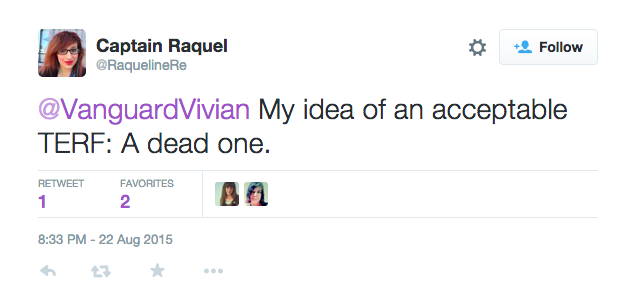 Captain Raquel
@RaquelineRe
Follow
@VanguardVivian My idea of an acceptable
TERF: A dead one.
RETWEET FAVORITES
1 2
8:33 PM - 22 Aug 2015